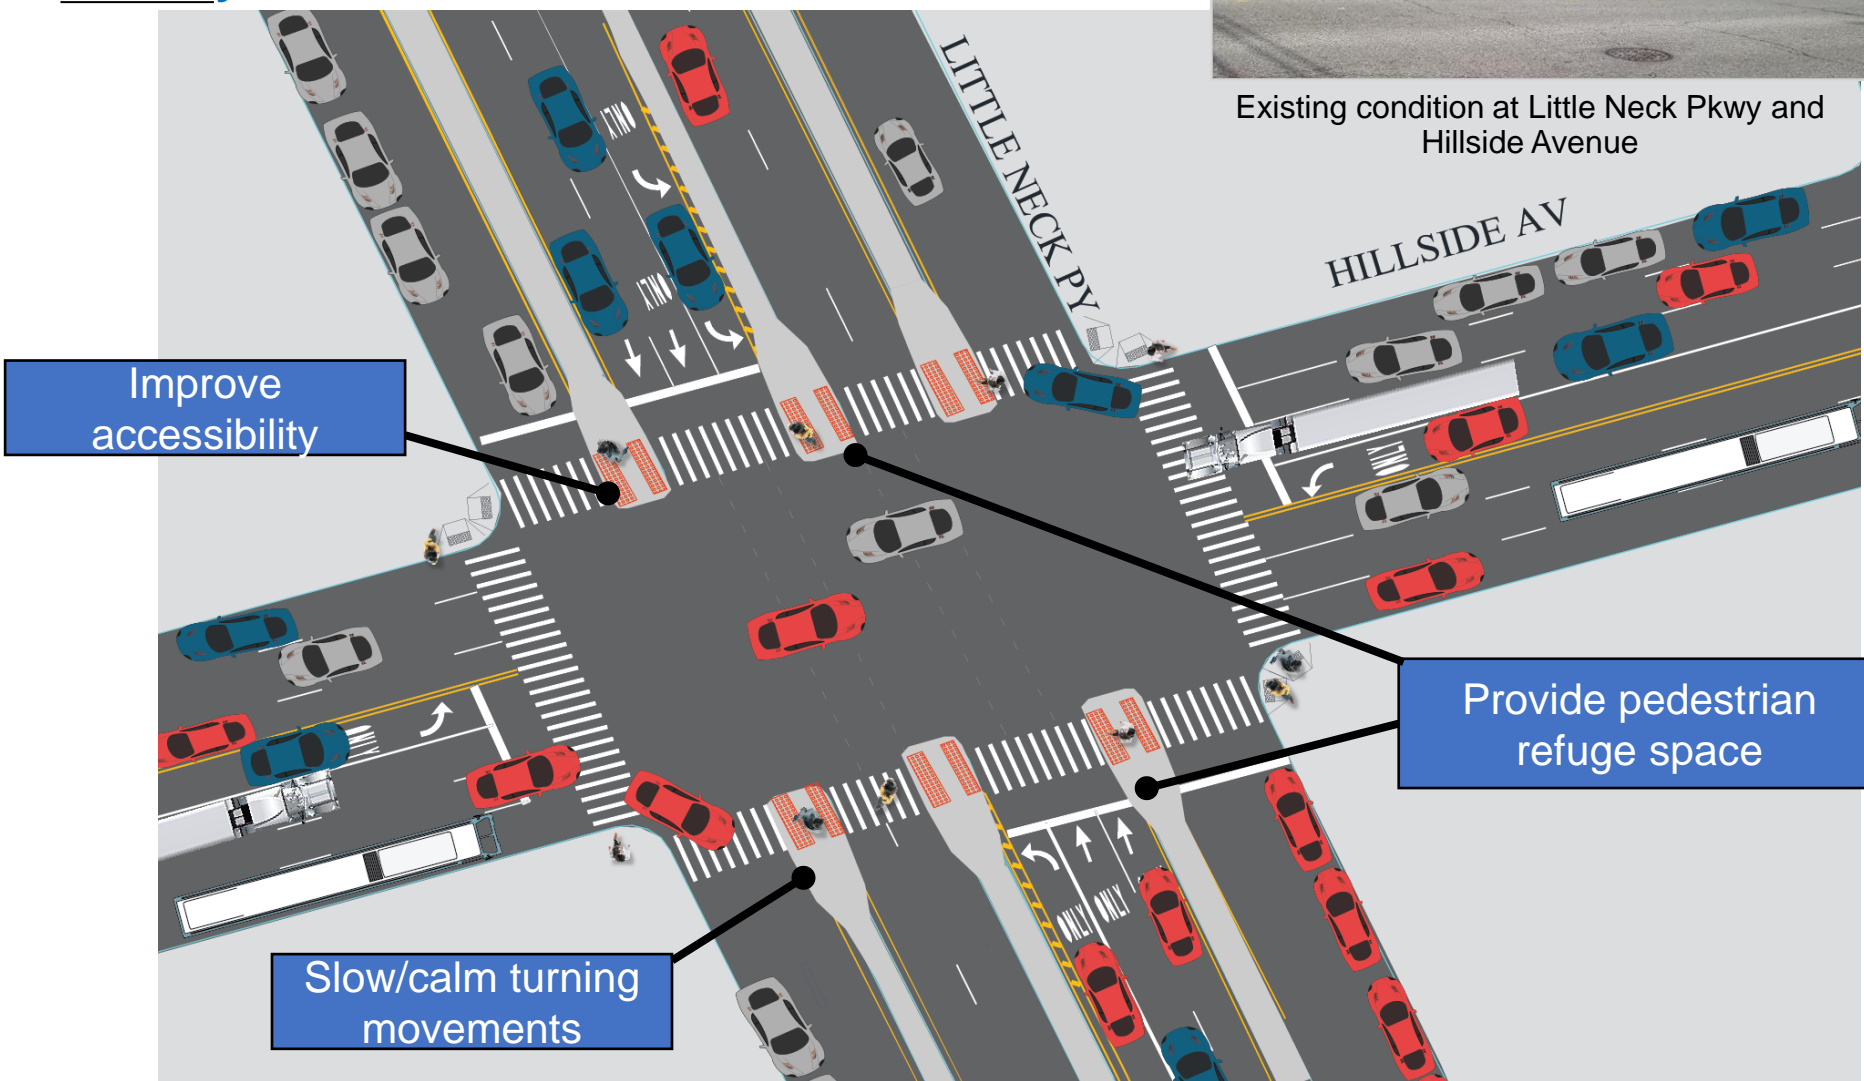 Existing condition at Little Neck Pkwy and
Hillside Avenue
LITTLE NECK PY
HILLSIDE AV
ONLY
ONLY
ONLY
Improve
accessibility
Provide pedestrian
refuge space
ONLY
ONLY
Slow/calm turning
movements